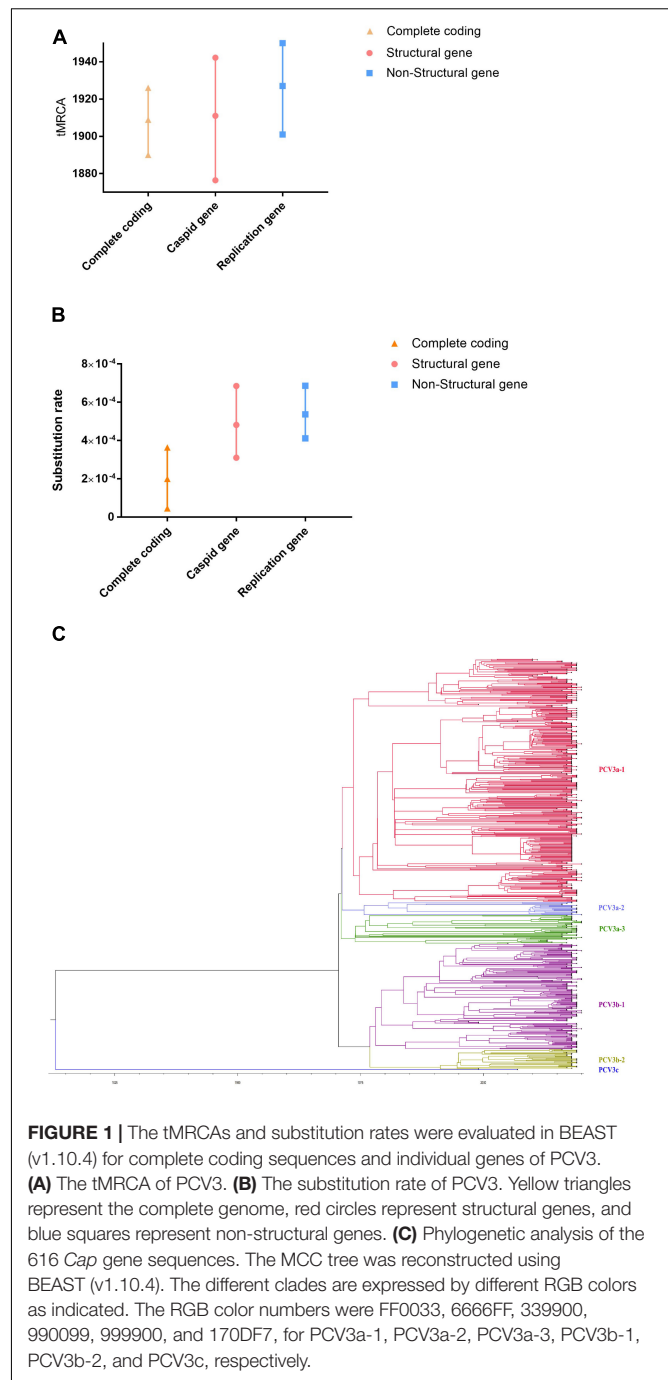 A
Complete coding
Structural gene
Non-Structural gene
tMRCA
1940
1920
1900
1880
Complete coding
Caspid gene
Replication gene
B
Complete coding
Structural gene
Non-Structural gene
Substitution rate
8×10⁻⁴
6×10⁻⁴
4×10⁻⁴
2×10⁻⁴
0
Complete coding
Caspid gene
Replication gene
C
PCV3a-1
PCV3a-2
PCV3a-3
PCV3b-1
PCV3b-2
PCV3c
FIGURE 1 | The tMRCAs and substitution rates were evaluated in BEAST
(v1.10.4) for complete coding sequences and individual genes of PCV3.
(A) The tMRCA of PCV3. (B) The substitution rate of PCV3. Yellow triangles
represent the complete genome, red circles represent structural genes, and
blue squares represent non-structural genes. (C) Phylogenetic analysis of the
616 Cap gene sequences. The MCC tree was reconstructed using
BEAST (v1.10.4). The different clades are expressed by different RGB colors
as indicated. The RGB color numbers were FF0033, 6666FF, 339900,
990099, 999900, and 170DF7, for PCV3a-1, PCV3a-2, PCV3a-3, PCV3b-1,
PCV3b-2, and PCV3c, respectively.